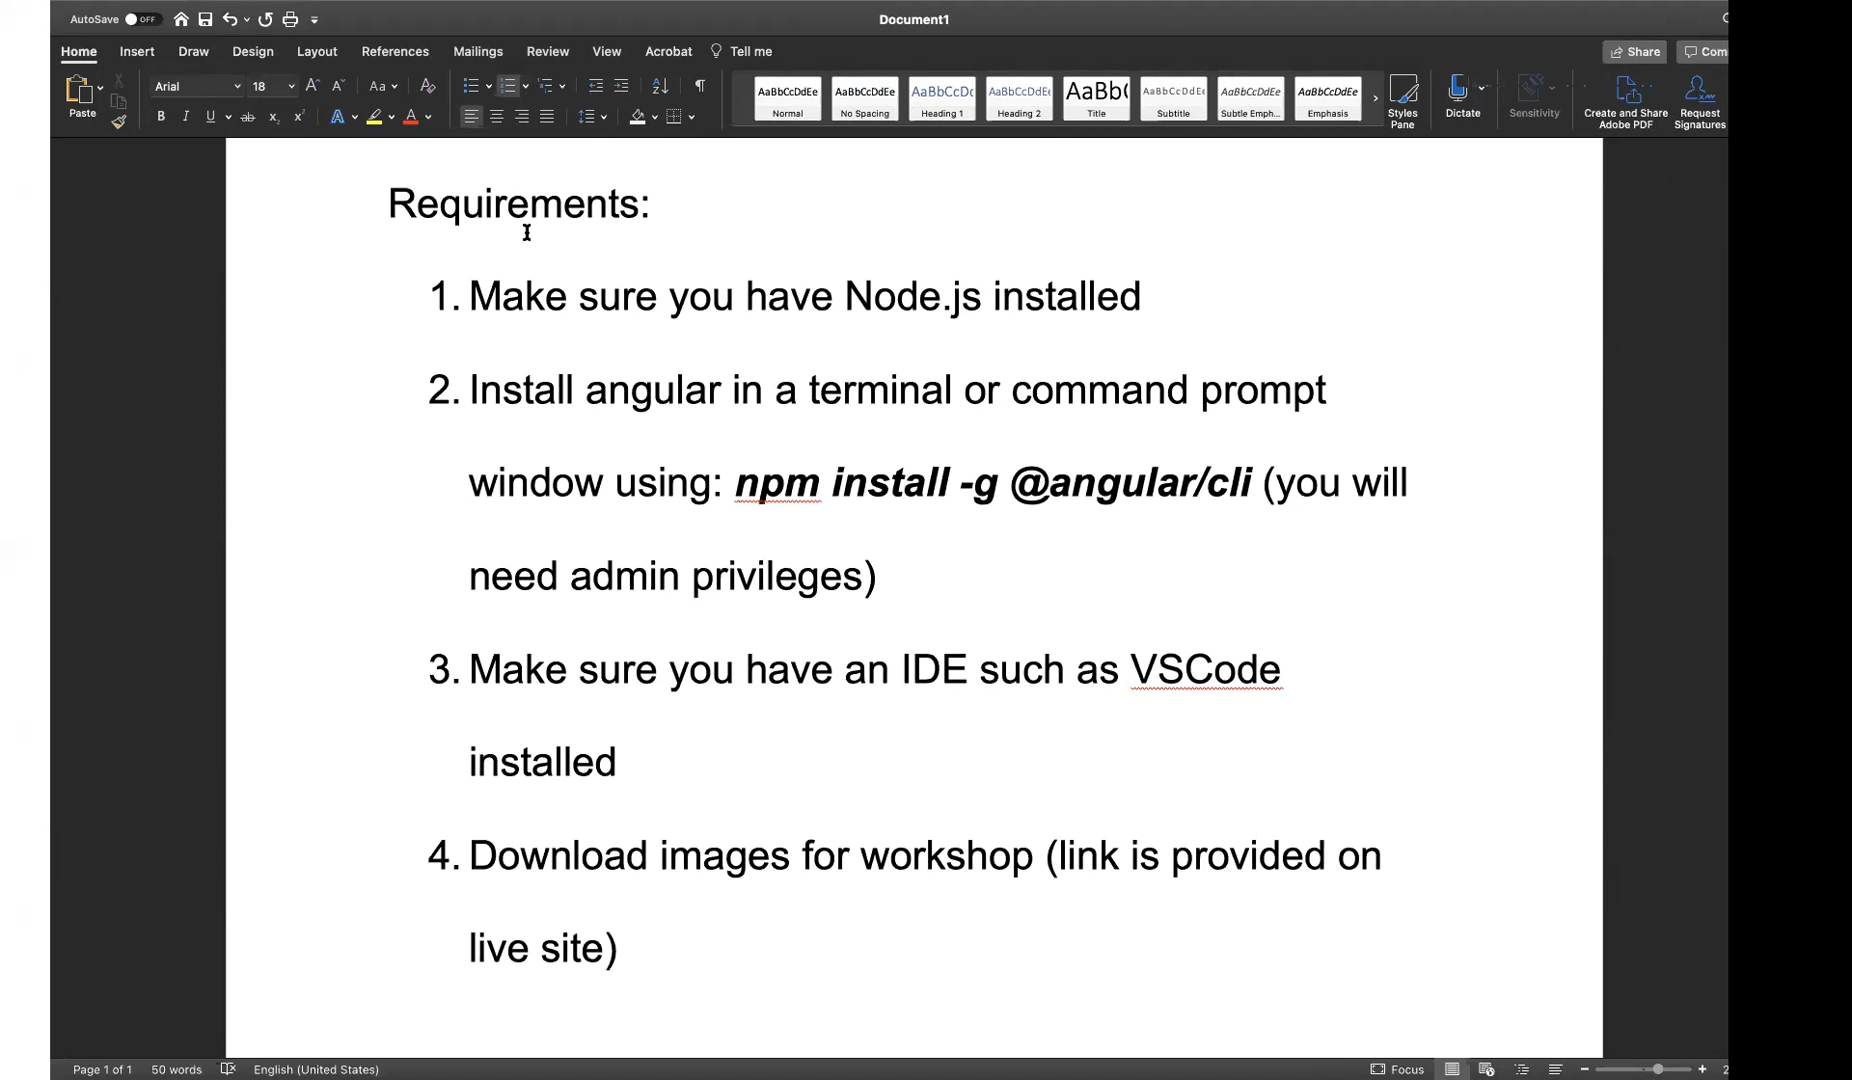 AutoSave OFF Document1
Home Insert Draw Design Layout References Mailings Review View Acrobat Tell me Share Com
Paste Arial 18 Aa AaBbCcDdEe AaBbCcDdEe AaBbCcDc AaBbCcDdEe AaBb( AaBbCcDdEe AaBbCcDdEe AaBbCcDdEe
Normal No Spacing Heading 1 Heading 2 Title Subtitle Subtle Emph... Emphasis Styles Pane Dictate Sensitivity Create and Share Adobe PDF Request Signatures
Requirements:
1. Make sure you have Node.js installed
2. Install angular in a terminal or command prompt
window using: npm install -g @angular/cli (you will
need admin privileges)
3. Make sure you have an IDE such as VSCode
installed
4. Download images for workshop (link is provided on
live site)
Page 1 of 1 50 words English (United States) Focus